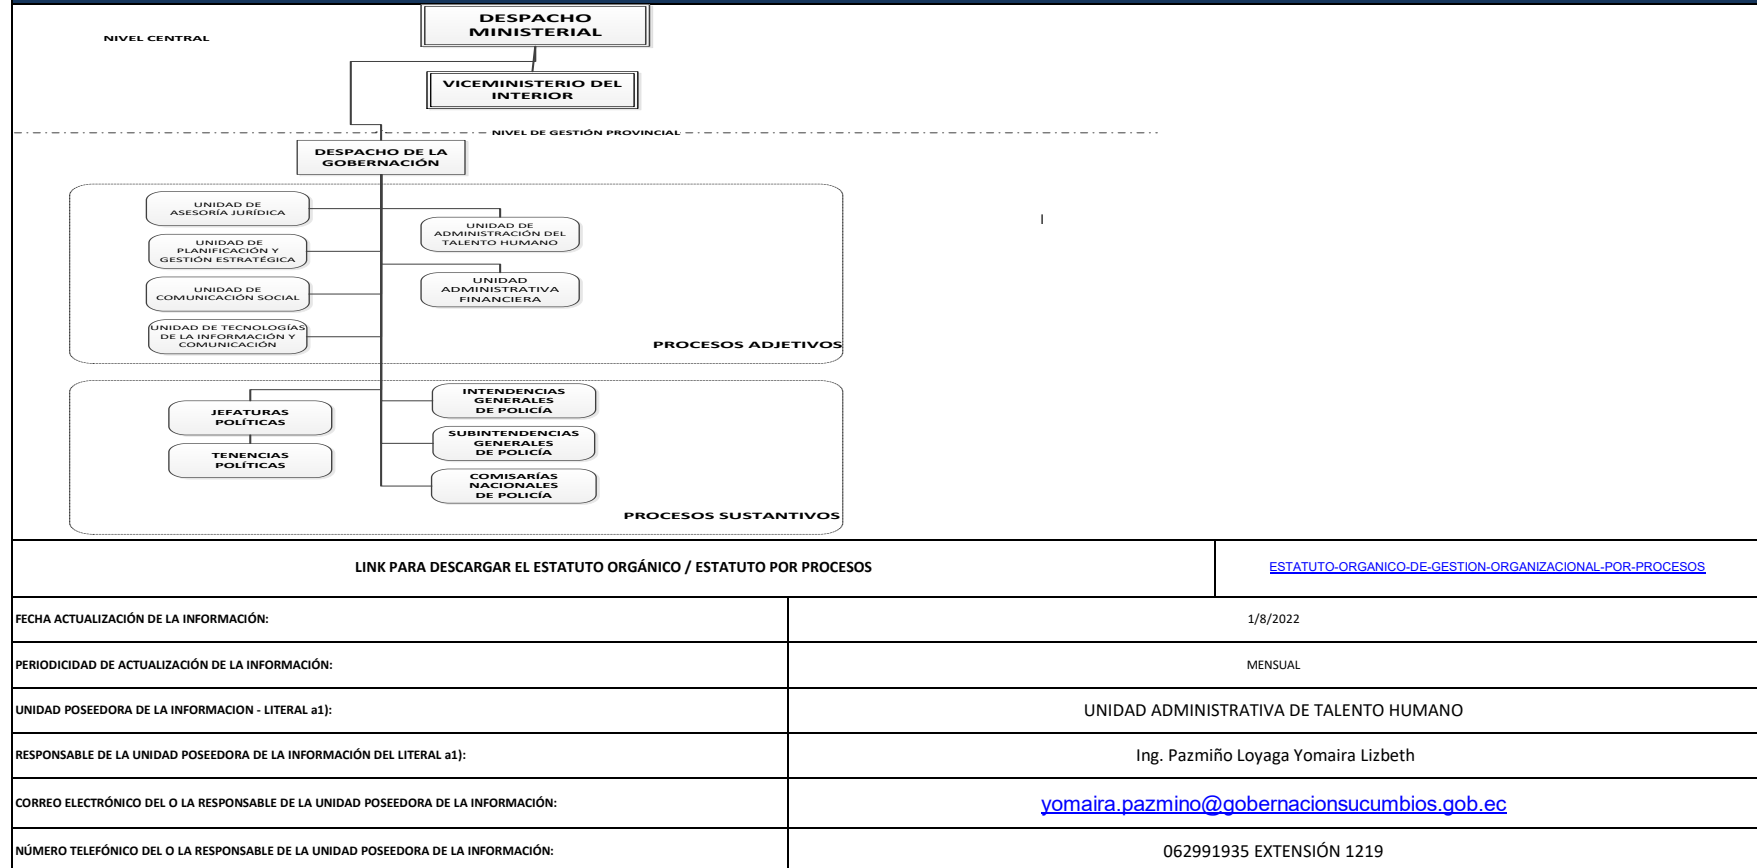 DESPACHO
MINISTERIAL
NIVEL CENTRAL
VICEMINISTERIO DEL
INTERIOR
NIVEL DE GESTIÓN PROVINCIAL
DESPACHO DE LA
GOBERNACIÓN
UNIDAD DE
ASESORÍA JURÍDICA
UNIDAD DE
ADMINISTRACIÓN DEL
TALENTO HUMANO
UNIDAD DE
PLANIFICACIÓN Y
GESTIÓN ESTRATÉGICA
UNIDAD DE
COMUNICACIÓN SOCIAL
UNIDAD
ADMINISTRATIVA
FINANCIERA
UNIDAD DE TECNOLOGÍAS
DE LA INFORMACIÓN Y
COMUNICACIÓN
PROCESOS ADJETIVOS
JEFATURAS
POLÍTICAS
TENENCIAS
POLÍTICAS
INTENDENCIAS
GENERALES
DE POLICÍA
SUBINTENDENCIAS
GENERALES
DE POLICÍA
COMISARÍAS
NACIONALES
DE POLICÍA
PROCESOS SUSTANTIVOS
LINK PARA DESCARGAR EL ESTATUTO ORGÁNICO / ESTATUTO POR PROCESOS
ESTATUTO-ORGANICO-DE-GESTION-ORGANIZACIONAL-POR-PROCESOS
FECHA ACTUALIZACIÓN DE LA INFORMACIÓN:
1/8/2022
PERIODICIDAD DE ACTUALIZACIÓN DE LA INFORMACIÓN:
MENSUAL
UNIDAD POSEEDORA DE LA INFORMACION - LITERAL a1):
UNIDAD ADMINISTRATIVA DE TALENTO HUMANO
RESPONSABLE DE LA UNIDAD POSEEDORA DE LA INFORMACIÓN DEL LITERAL a1):
Ing. Pazmiño Loyaga Yomaira Lizbeth
CORREO ELECTRÓNICO DEL O LA RESPONSABLE DE LA UNIDAD POSEEDORA DE LA INFORMACIÓN:
yomaira.pazmino@gobernacionsucumbios.gob.ec
NÚMERO TELEFÓNICO DEL O LA RESPONSABLE DE LA UNIDAD POSEEDORA DE LA INFORMACIÓN:
062991935 EXTENSIÓN 1219